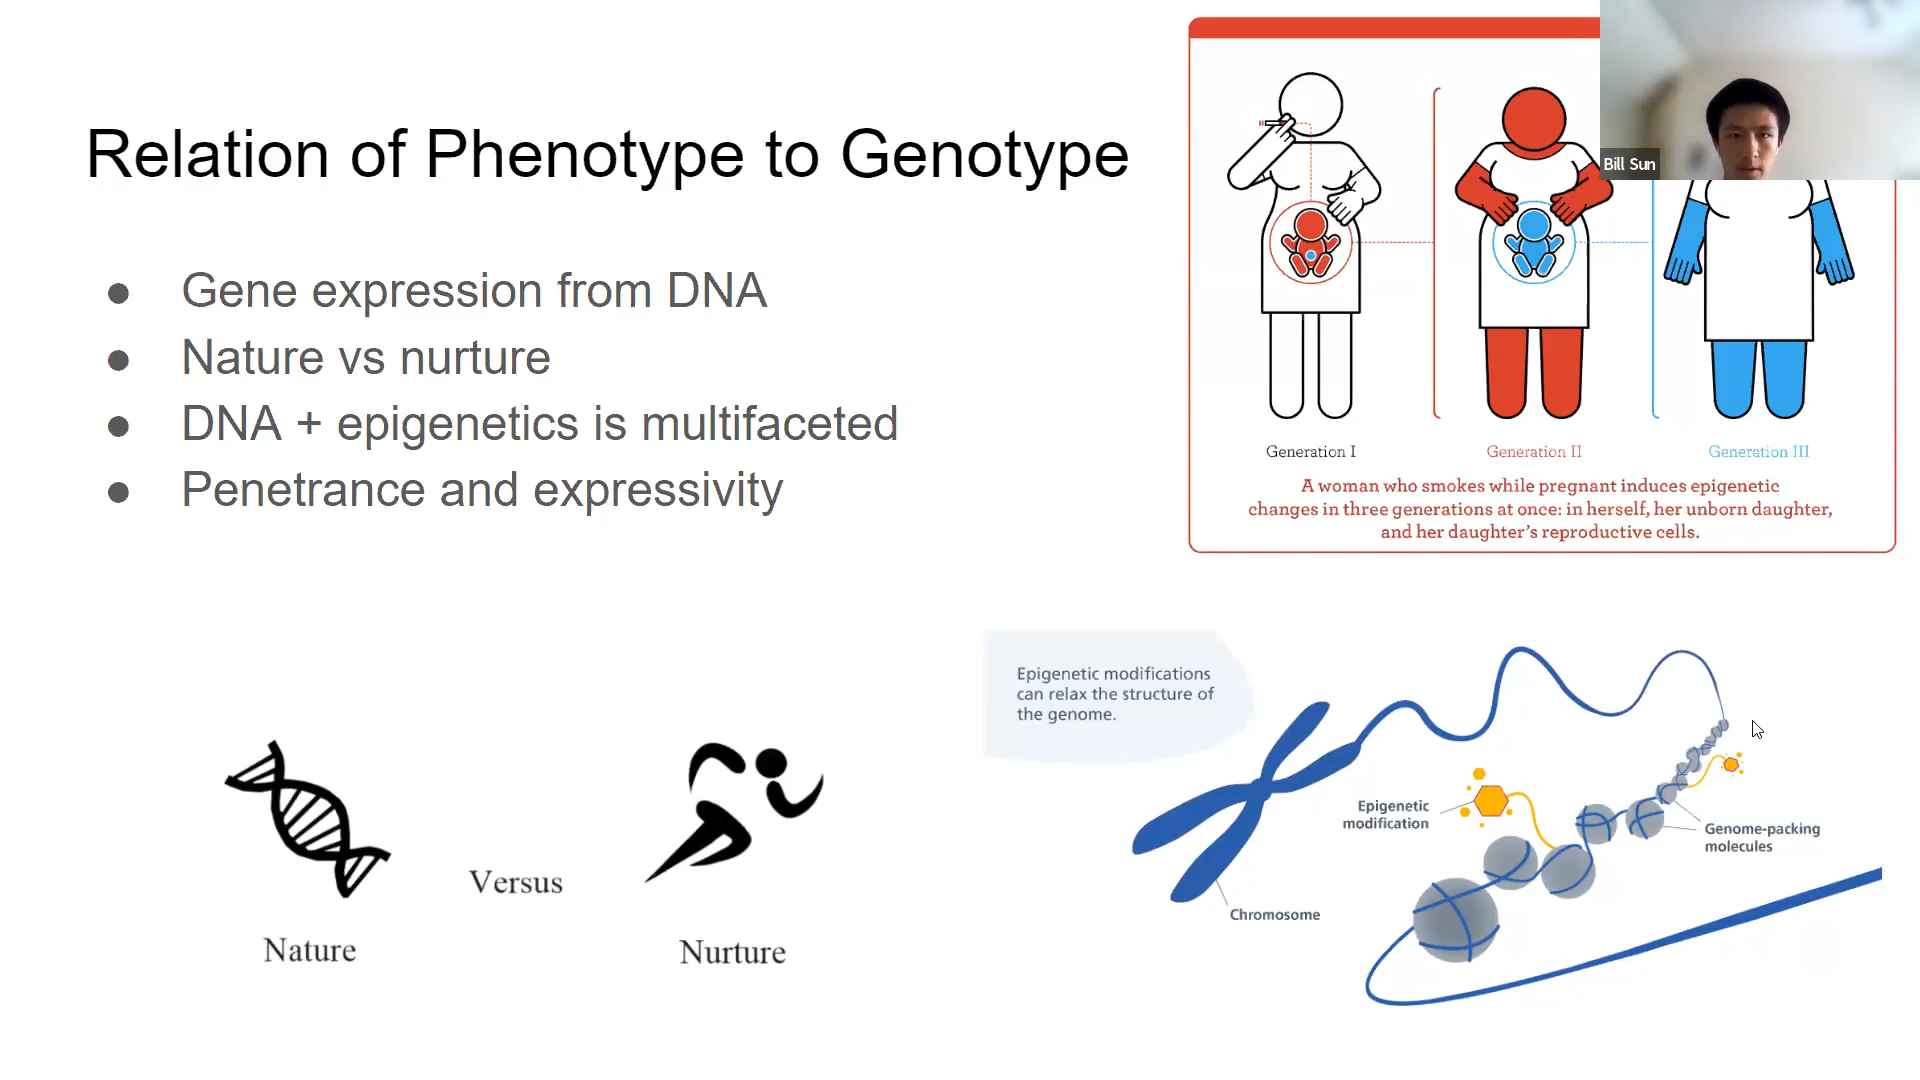 Relation of Phenotype to Genotype
Gene expression from DNA
Nature vs nurture
DNA + epigenetics is multifaceted
Penetrance and expressivity
Bill Sun
Generation I
Generation II
Generation III
A woman who smokes while pregnant induces epigenetic
changes in three generations at once: in herself, her unborn daughter,
and her daughter's reproductive cells.
Nature
Versus
Nurture
Epigenetic modifications
can relax the structure of
the genome.
Epigenetic
modification
Genome-packing
molecules
Chromosome